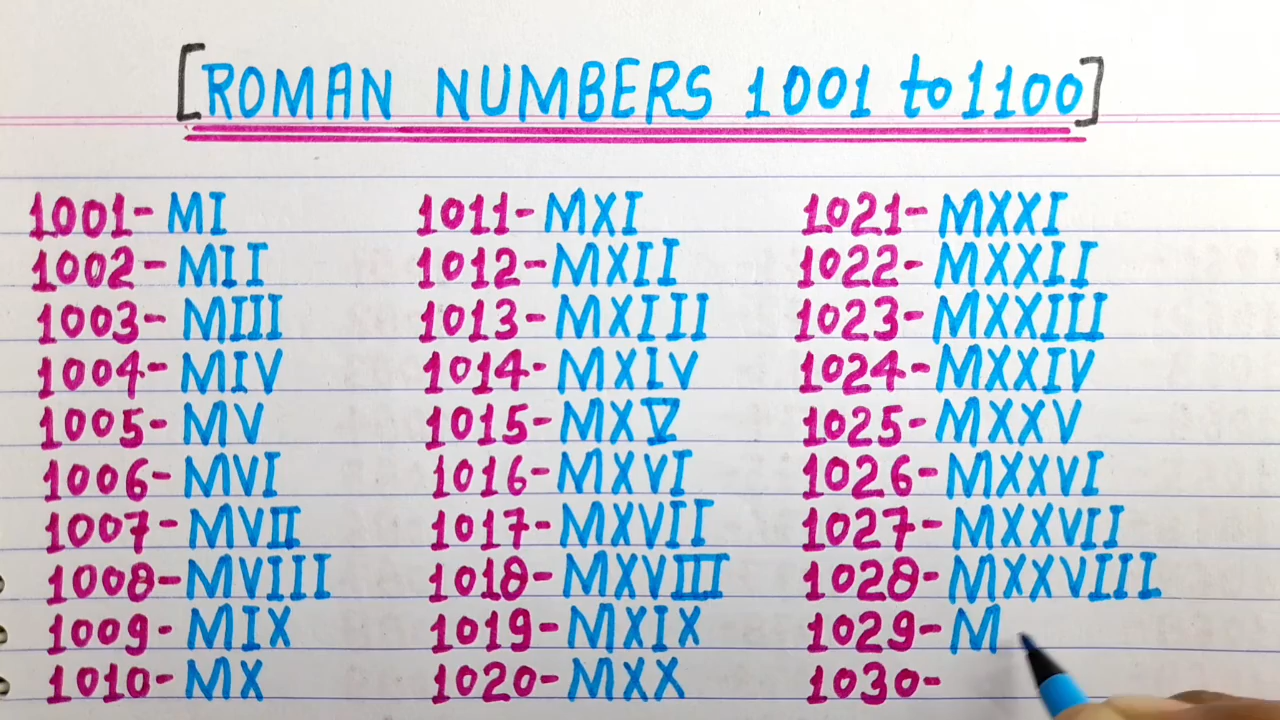 [ROMAN NUMBERS 1001 to 1100]
1001- MI
1002- MII
1003- MIII
1004- MIV
1005- MV
1006- MVI
1007- MVII
1008- MVIII
1009- MIX
1010- MX
1011- MXI
1012- MXII
1013- MXIII
1014- MXIV
1015- MXV
1016- MXVI
1017- MXVII
1018- MXVIII
1019- MXIX
1020- MXX
1021- MXXI
1022- MXXII
1023- MXXIII
1024- MXXIV
1025- MXXV
1026- MXXVI
1027- MXXVII
1028- MXXVIII
1029- M
1030-